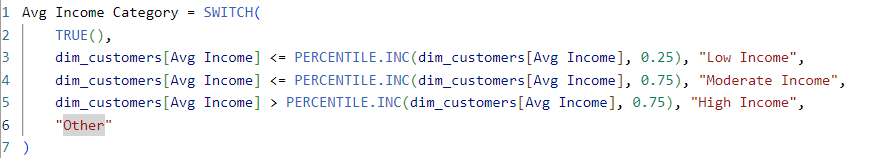 1 Avg Income Category = SWITCH(
2 TRUE(),
3 dim_customers[Avg Income] <= PERCENTILE.INC(dim_customers[Avg Income], 0.25), "Low Income",
4 dim_customers[Avg Income] <= PERCENTILE.INC(dim_customers[Avg Income], 0.75), "Moderate Income",
5 dim_customers[Avg Income] > PERCENTILE.INC(dim_customers[Avg Income], 0.75), "High Income",
6 "Other"
7 )